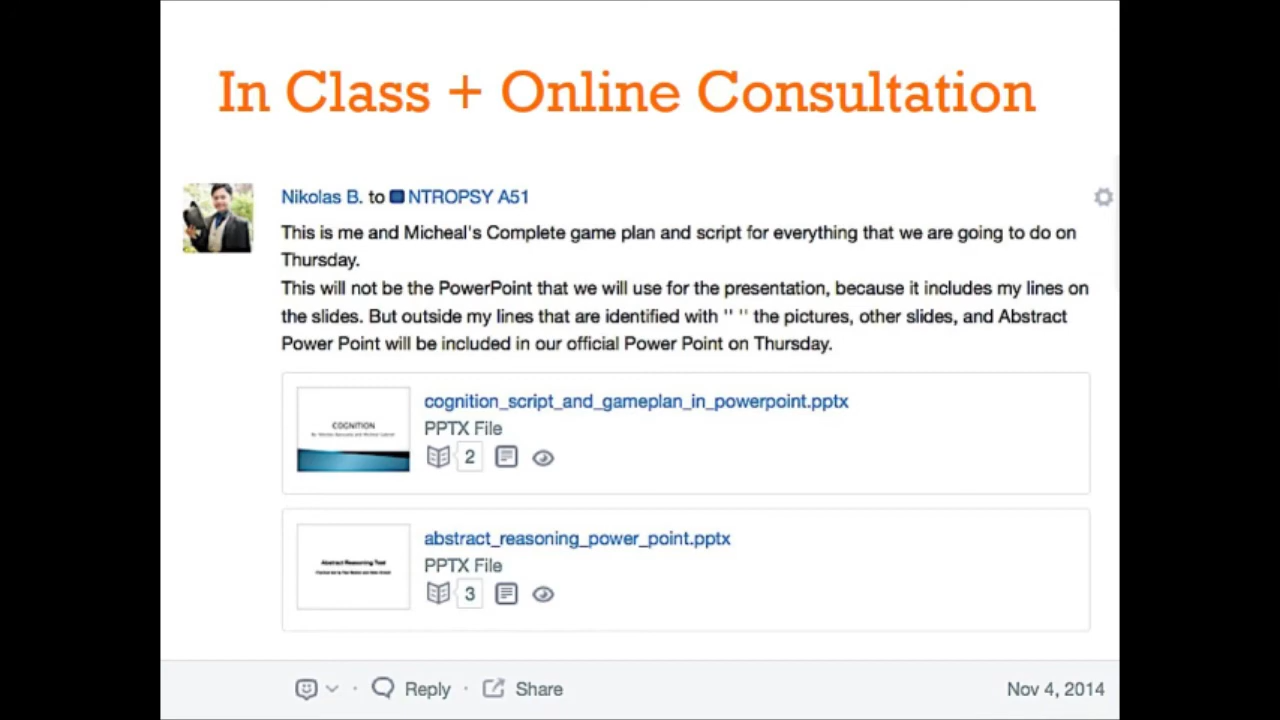 In Class + Online Consultation
Nikolas B. to NTROPSY A51
This is me and Micheal's Complete game plan and script for everything that we are going to do on
Thursday.
This will not be the PowerPoint that we will use for the presentation, because it includes my lines on
the slides. But outside my lines that are identified with " " the pictures, other slides, and Abstract
Power Point will be included in our official Power Point on Thursday.
cognition_script_and_gameplan_in_powerpoint.pptx
COGNITION
PPTX File
2
abstract_reasoning_power_point.pptx
Abstract Reasoning Test
PPTX File
3
Reply · Share
Nov 4, 2014